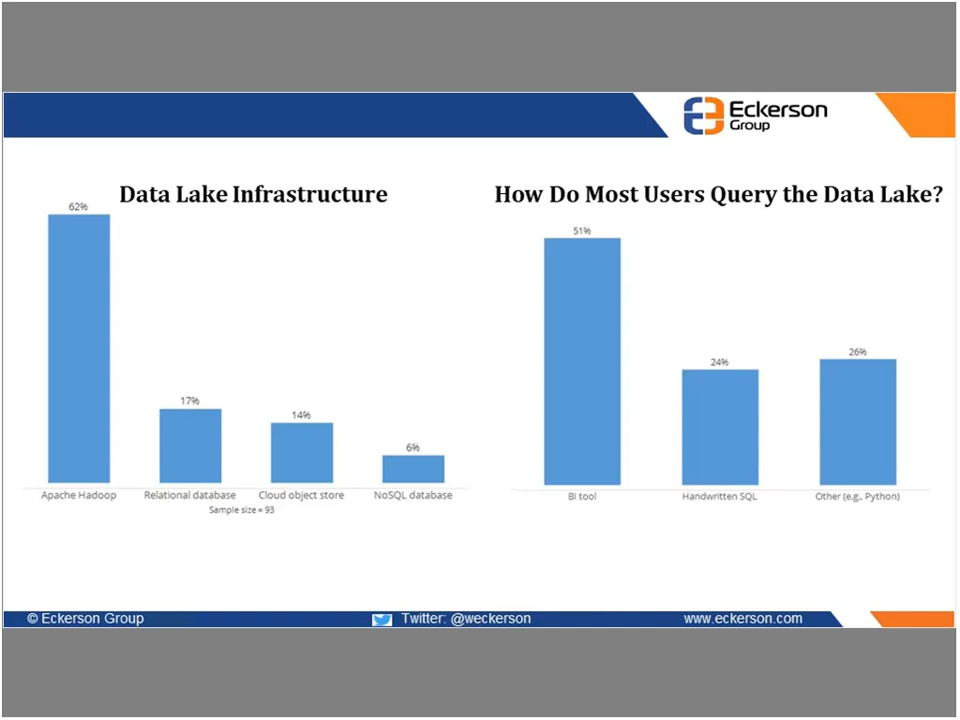 Eckerson
Group
Data Lake Infrastructure
62%
17%
14%
6%
Apache Hadoop
Relational database
Cloud object store
NoSQL database
Sample size = 93
How Do Most Users Query the Data Lake?
51%
24%
26%
BI tool
Handwritten SQL
Other (e.g., Python)
© Eckerson Group
Twitter: @weckerson
www.eckerson.com